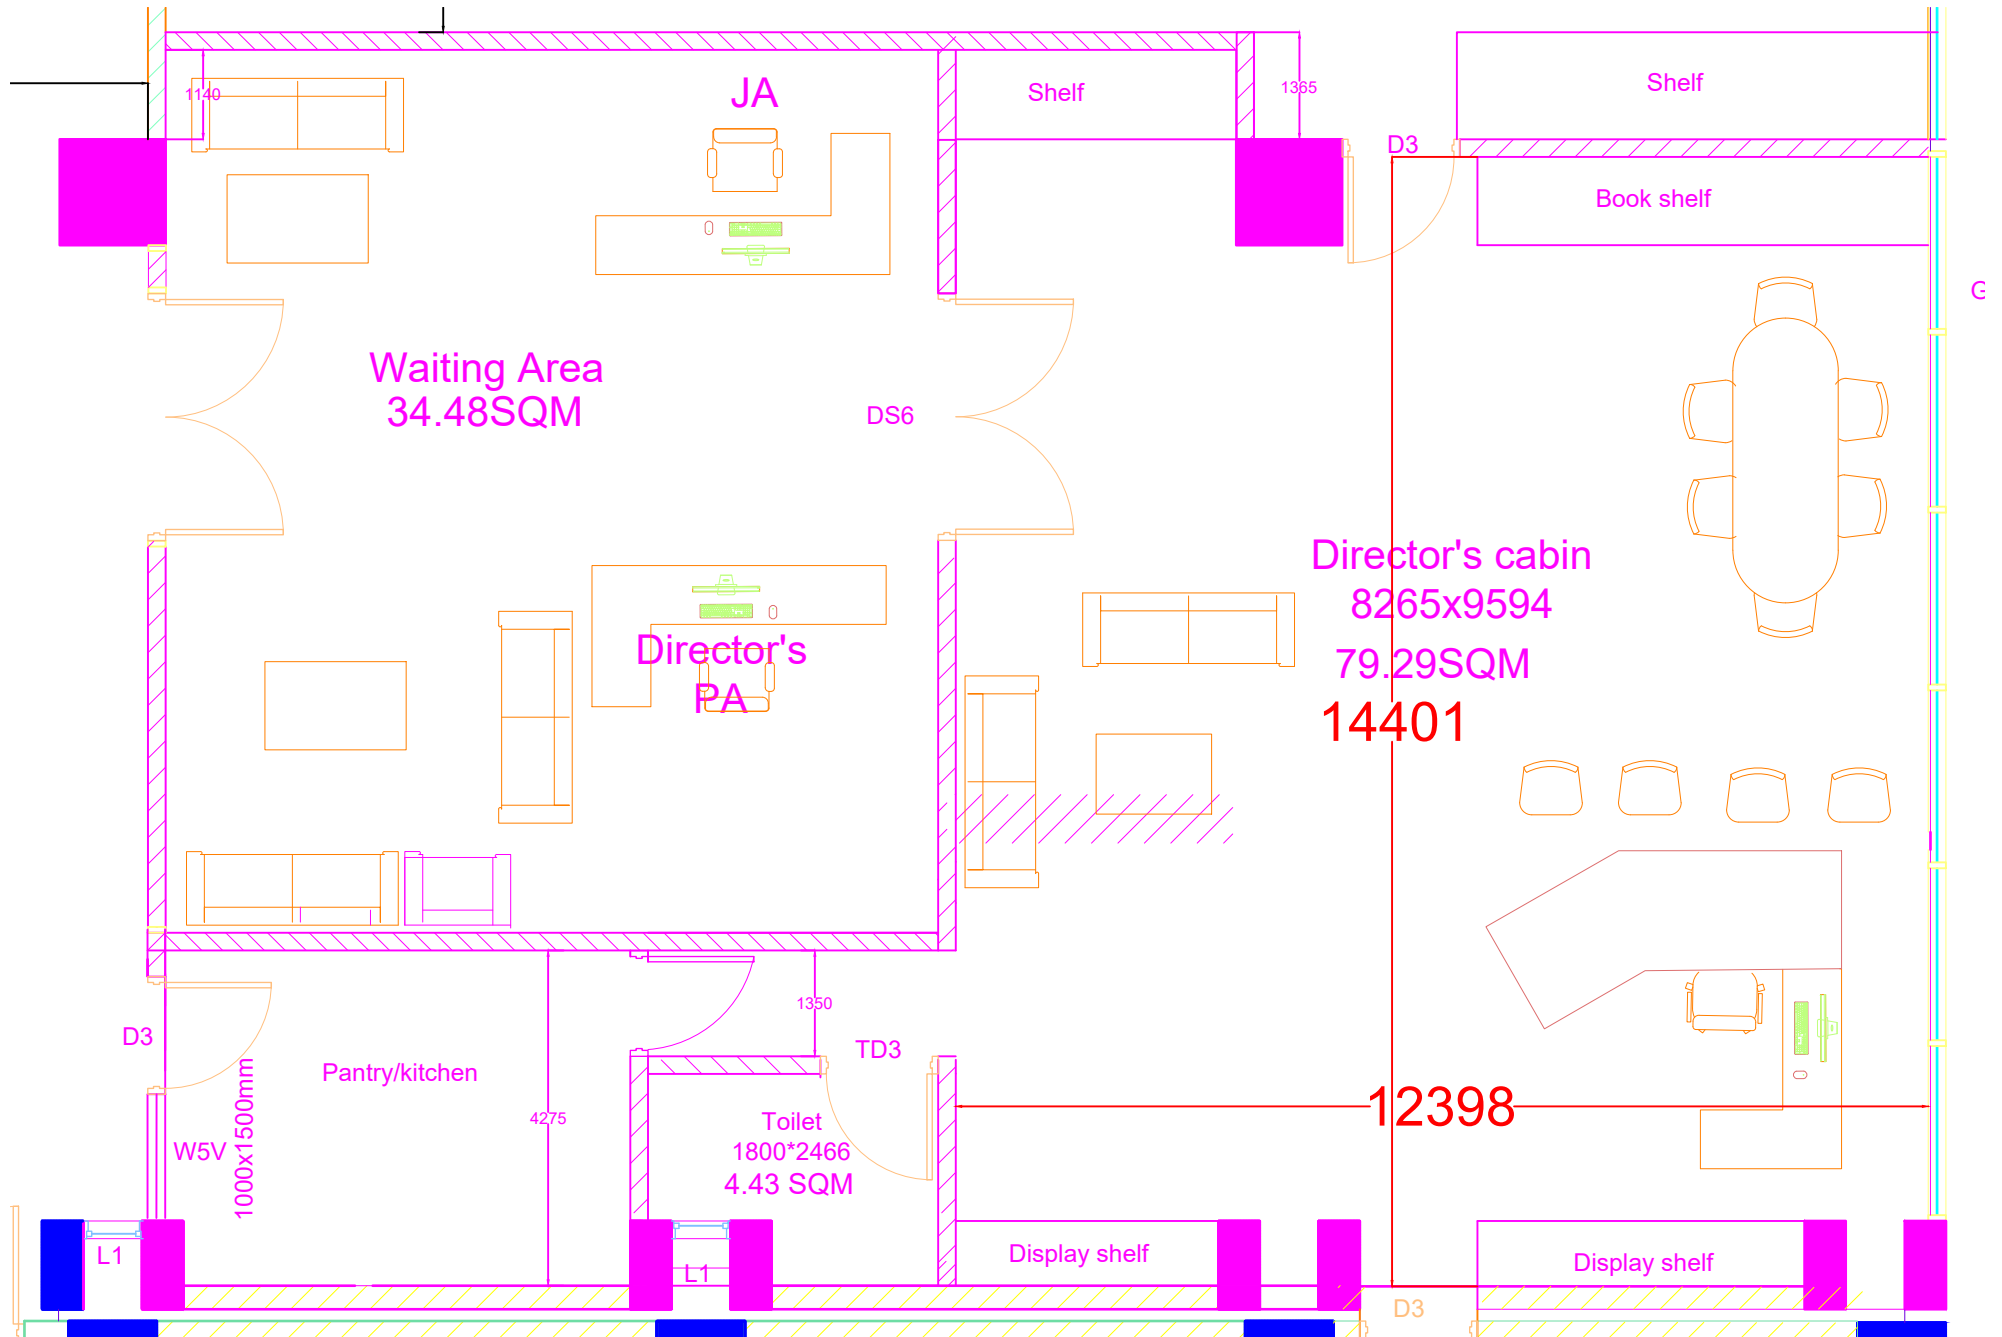 1140
JA
Shelf
1365
Shelf
D3
Book shelf
G
Waiting Area
34.48SQM
DS6
Director's cabin
8265x9594
79.29SQM
14401
Director's
PA
D3
1350
TD3
Pantry/kitchen
4275
1000x1500mm
W5V
Toilet
1800*2466
4.43 SQM
12398
L1
L1
Display shelf
Display shelf
D3